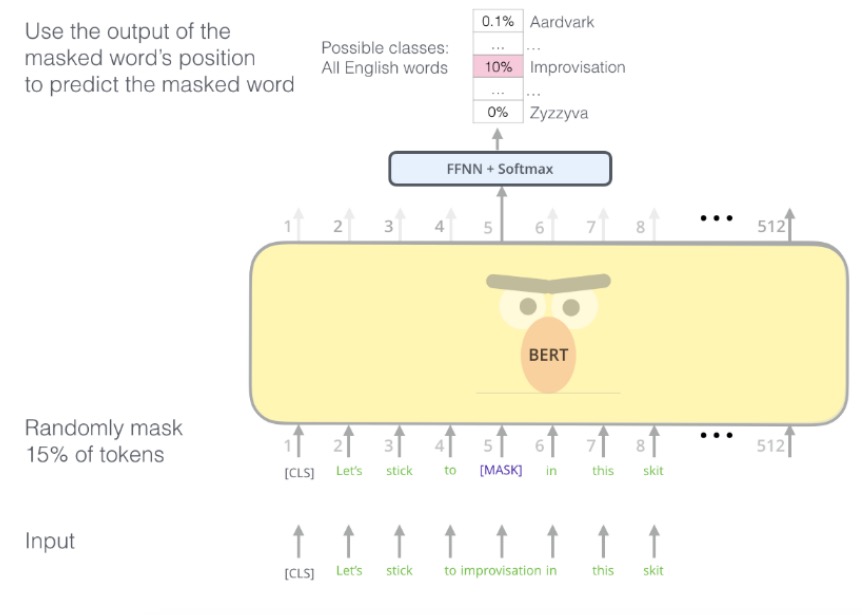 Use the output of the
masked word's position
to predict the masked word
Possible classes:
All English words
0.1% Aardvark
... ...
10% Improvisation
... ...
0% Zyzzyva
FFNN + Softmax
1 2 3 4 5 6 7 8 ... 512
BERT
Randomly mask
15% of tokens
1 2 3 4 5 6 7 8 ... 512
[CLS] Let's stick to [MASK] in this skit
Input
[CLS] Let's stick to improvisation in this skit